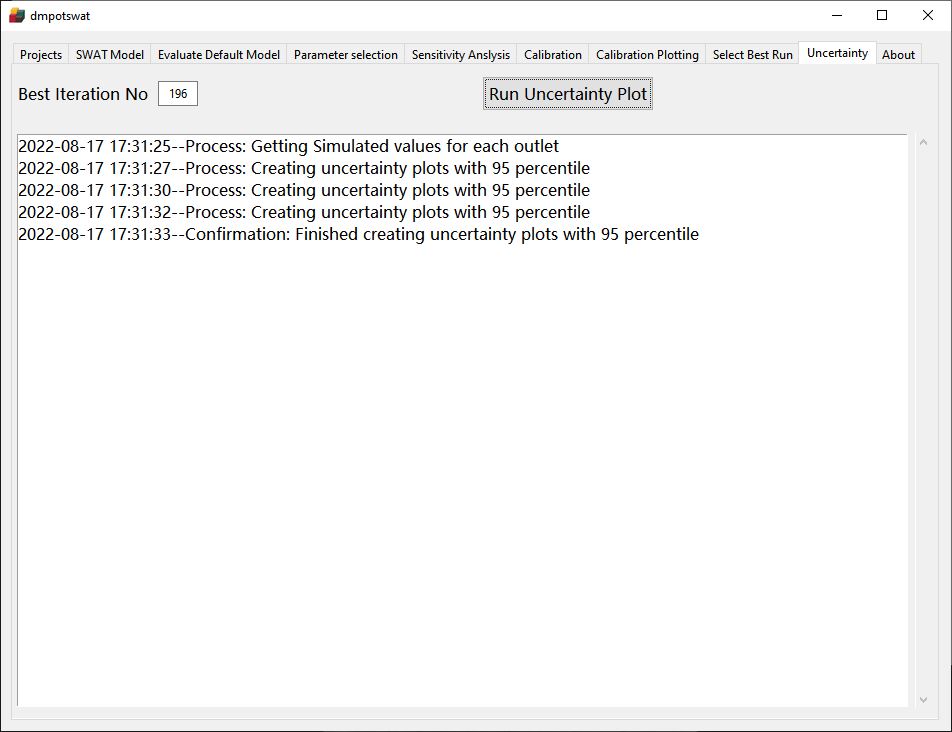 dmpotswat
Projects SWAT Model Evaluate Default Model Parameter selection Sensitivity Anslysis Calibration Calibration Plotting Select Best Run Uncertainty About
Best Iteration No 196 Run Uncertainty Plot
2022-08-17 17:31:25--Process: Getting Simulated values for each outlet
2022-08-17 17:31:27--Process: Creating uncertainty plots with 95 percentile
2022-08-17 17:31:30--Process: Creating uncertainty plots with 95 percentile
2022-08-17 17:31:32--Process: Creating uncertainty plots with 95 percentile
2022-08-17 17:31:33--Confirmation: Finished creating uncertainty plots with 95 percentile